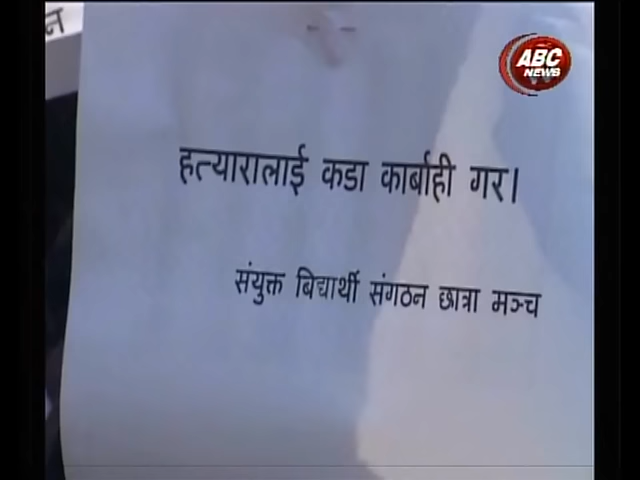 न
ABC
NEWS
हत्यारालाई कडा कार्बाही गर।
संयुक्त बिद्यार्थी संगठन छात्रा मञ्च